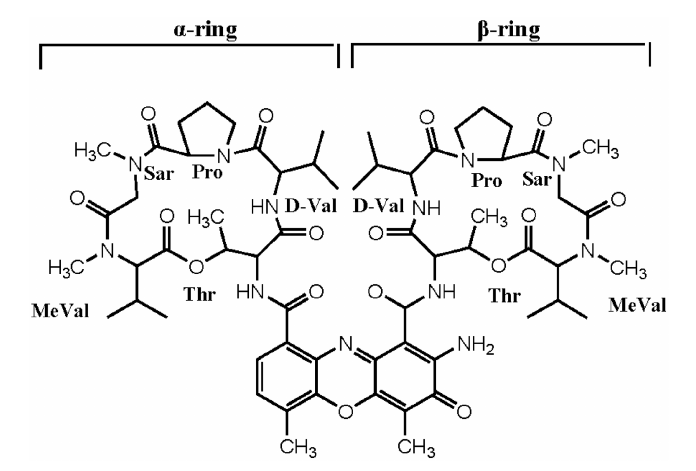 α-ring β-ring
O O O O
H₃C N Sar Pro N N Pro Sar N CH₃
O HN D-Val D-Val NH O
O H₃C O O CH₃ O
H₃C N O N CH₃
MeVal Thr HN O O NH Thr MeVal
N NH₂
O O
CH₃ CH₃